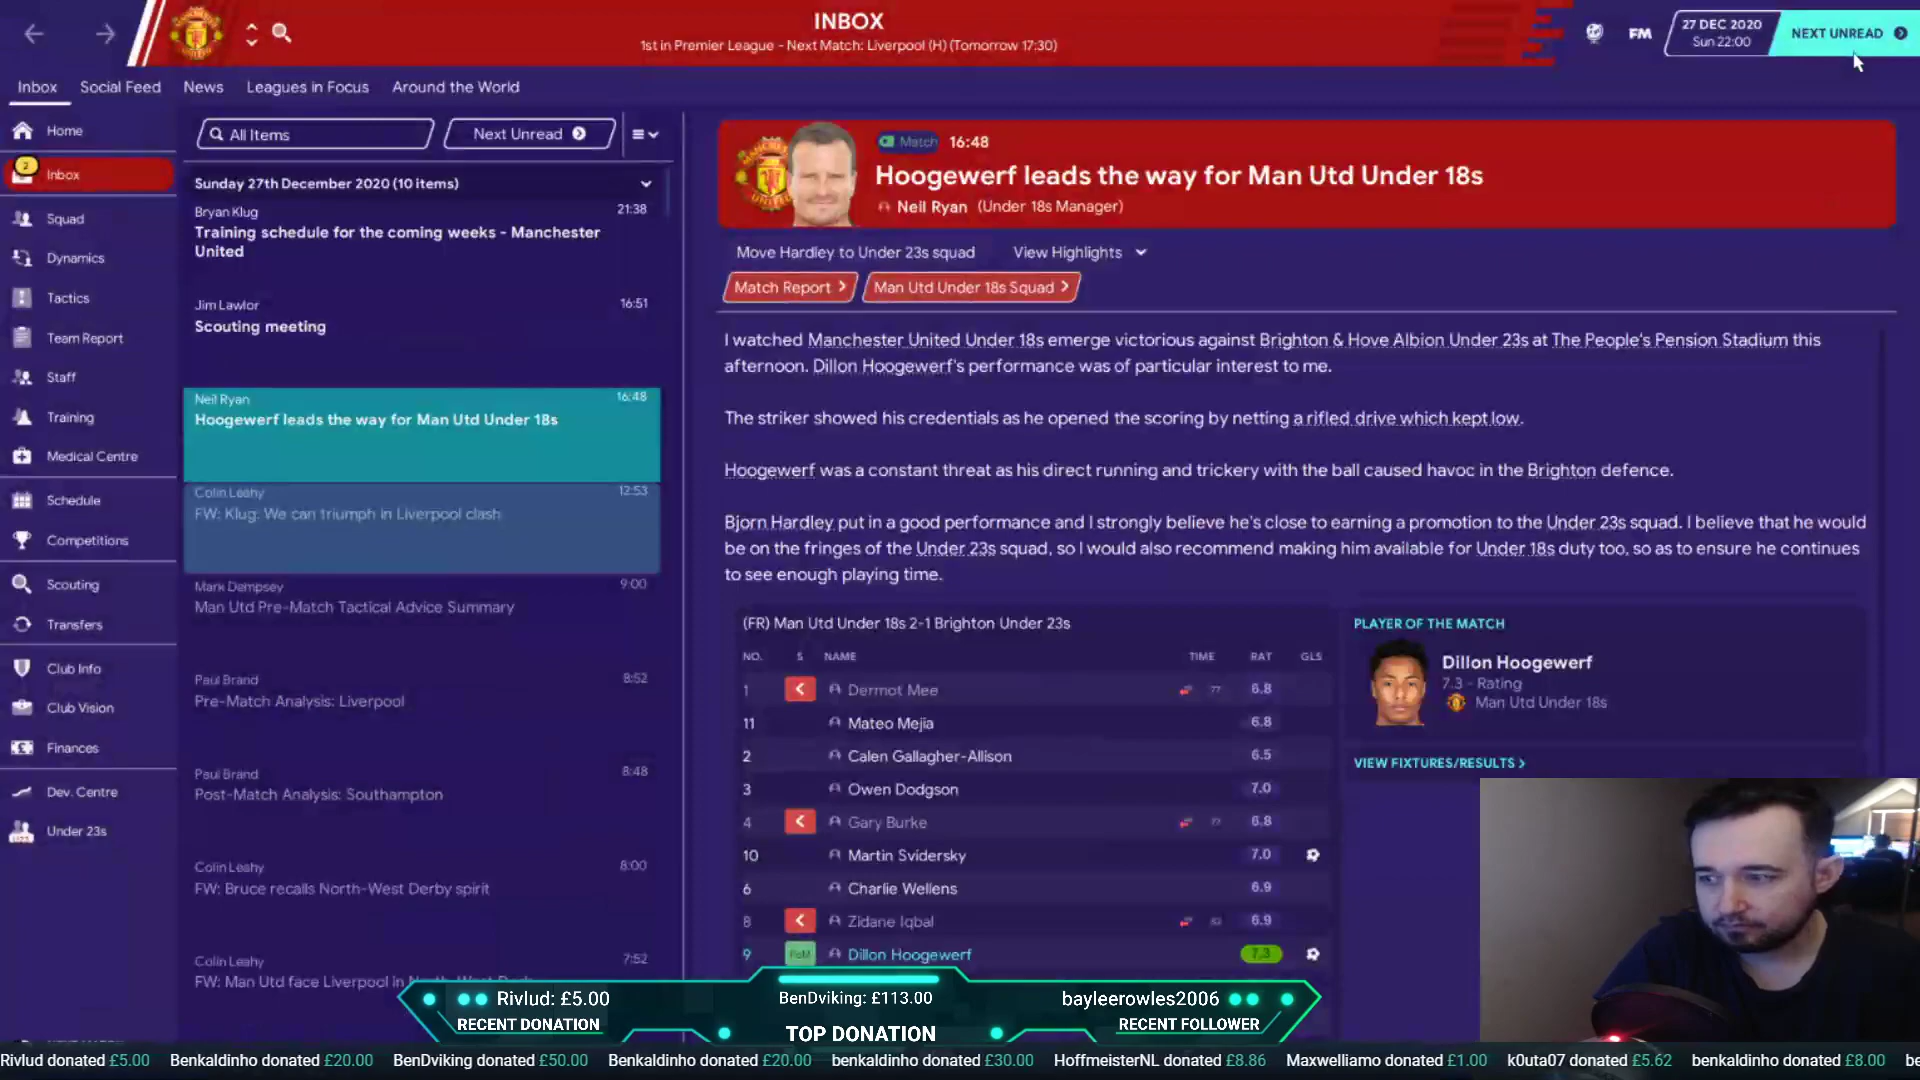 INBOX
1st in Premier League - Next Match: Liverpool (H) (Tomorrow 17:30)
FM
27 DEC 2020
Sun 22:00
NEXT UNREAD
Inbox
Social Feed
News
Leagues in Focus
Around the World
Home
2
Inbox
Squad
Dynamics
Tactics
Team Report
Staff
Training
Medical Centre
Schedule
Competitions
Scouting
Transfers
Club Info
Club Vision
Finances
Dev. Centre
Under 23s
All Items
Next Unread
Sunday 27th December 2020 (10 items)
Bryan Klug 21:38
Training schedule for the coming weeks - Manchester
United
Jim Lawlor 16:51
Scouting meeting
Neil Ryan 16:48
Hoogewerf leads the way for Man Utd Under 18s
Colin Leahy 12:53
FW: Klug: We can triumph in Liverpool clash
Mark Dempsey 9:00
Man Utd Pre-Match Tactical Advice Summary
Paul Brand 8:52
Pre-Match Analysis: Liverpool
Paul Brand 8:48
Post-Match Analysis: Southampton
Colin Leahy 8:00
FW: Bruce recalls North-West Derby spirit
Colin Leahy 7:52
FW: Man Utd face Liverpool in
Match 16:48
Hoogewerf leads the way for Man Utd Under 18s
Neil Ryan (Under 18s Manager)
Move Hardley to Under 23s squad
View Highlights
Match Report
Man Utd Under 18s Squad
I watched Manchester United Under 18s emerge victorious against Brighton & Hove Albion Under 23s at The People's Pension Stadium this
afternoon. Dillon Hoogewerf's performance was of particular interest to me.
The striker showed his credentials as he opened the scoring by netting a rifled drive which kept low.
Hoogewerf was a constant threat as his direct running and trickery with the ball caused havoc in the Brighton defence.
Bjorn Hardley put in a good performance and I strongly believe he's close to earning a promotion to the Under 23s squad. I believe that he would
be on the fringes of the Under 23s squad, so I would also recommend making him available for Under 18s duty too, so as to ensure he continues
to see enough playing time.
(FR) Man Utd Under 18s 2-1 Brighton Under 23s
NO. S NAME TIME RAT GLS
1 Dermot Mee 77 6.8
11 Mateo Mejia 6.8
2 Calen Gallagher-Allison 6.5
3 Owen Dodgson 7.0
4 Gary Burke 6.8
10 Martin Svidersky 7.0
6 Charlie Wellens 6.9
8 Zidane Iqbal 6.9
9 PoM Dillon Hoogewerf 7.3
PLAYER OF THE MATCH
Dillon Hoogewerf
7.3 - Rating
Man Utd Under 18s
VIEW FIXTURES/RESULTS >
Rivlud: £5.00
RECENT DONATION
BenDviking: £113.00
TOP DONATION
bayleerowles2006
RECENT FOLLOWER
Rivlud donated £5.00 Benkaldinho donated £20.00 BenDviking donated £50.00 Benkaldinho donated £20.00 benkaldinho donated £30.00 HoffmeisterNL donated £8.86 Maxwelliamo donated £1.00 k0uta07 donated £5.62 benkaldinho donated £8.00 be